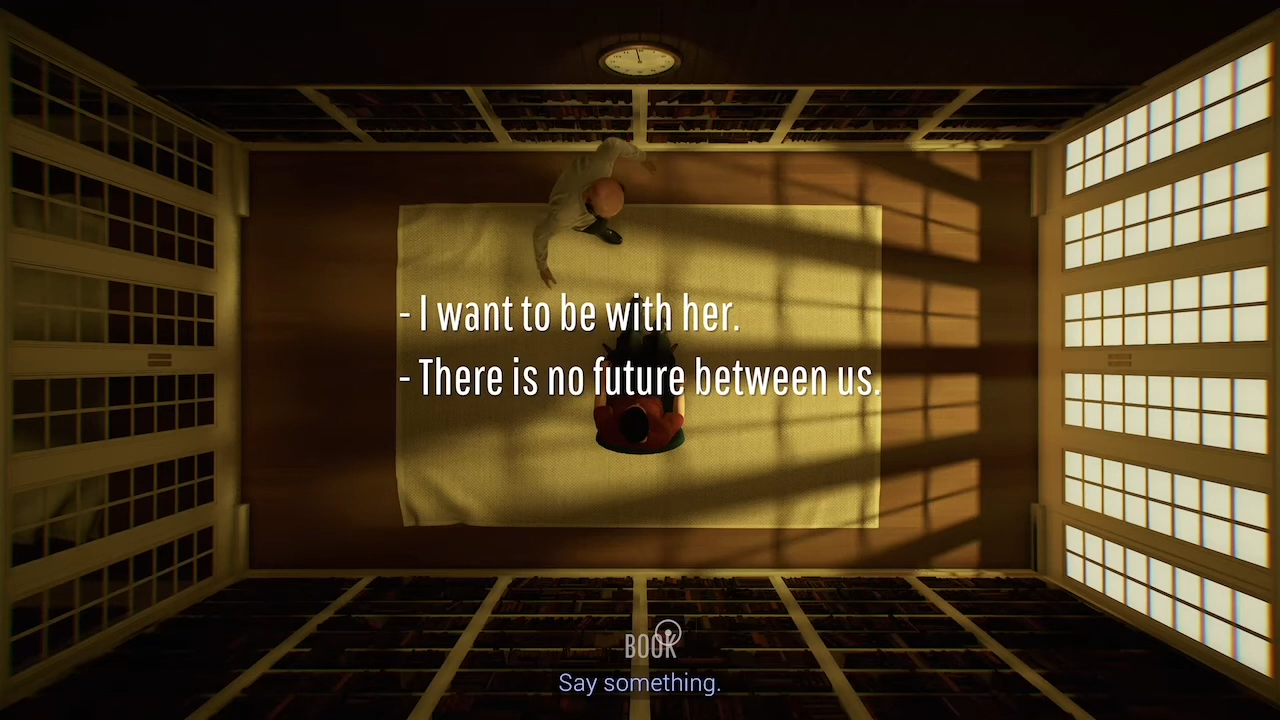 - I want to be with her.
- There is no future between us.
BOOK
Say something.